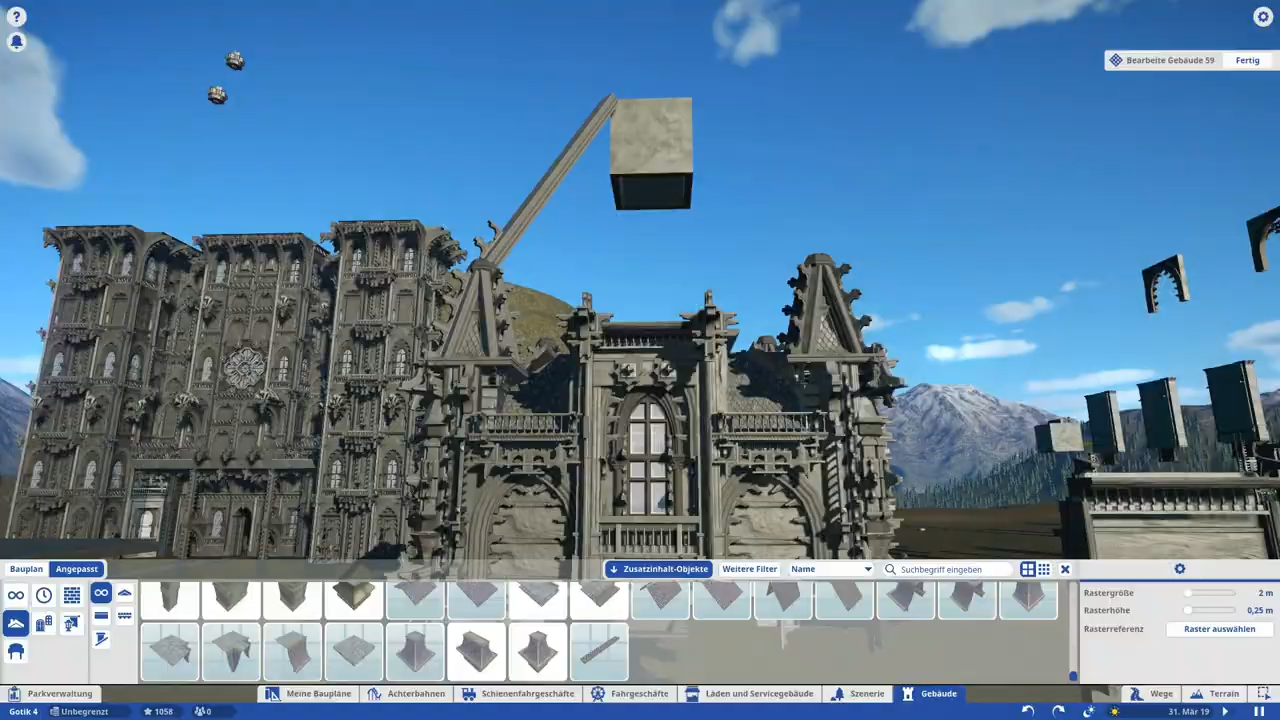 Bearbeite Gebäude 59 Fertig
Bauplan Angepasst Zusatzinhalt-Objekte Weitere Filter Name Suchbegriff eingeben
Rastergröße 2 m
Rasterhöhe 0,25 m
Rasterreferenz Raster auswählen
Parkverwaltung Meine Baupläne Achterbahnen Schienenfahrgeschäfte Fahrgeschäfte Läden und Servicegebäude Szenerie Gebäude Wege Terrain
Gotik 4 Unbegrenzt 1058 0 31. Mär 19